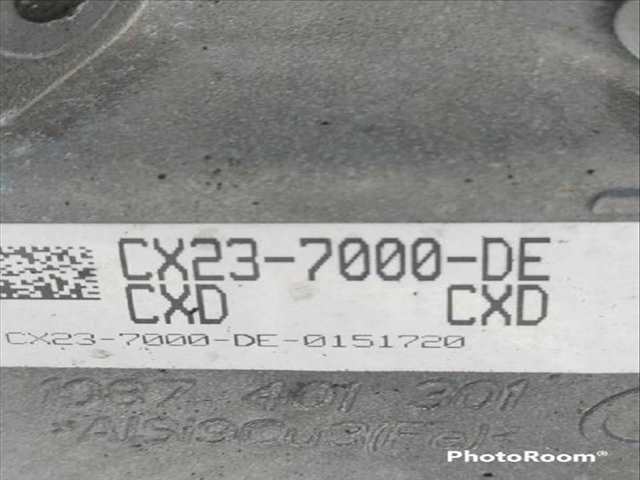 CX23-7000-DE
CXD CXD
CX23-7000-DE-0151720
1087 401 301
AlSi9Cu3(Fe)
PhotoRoom